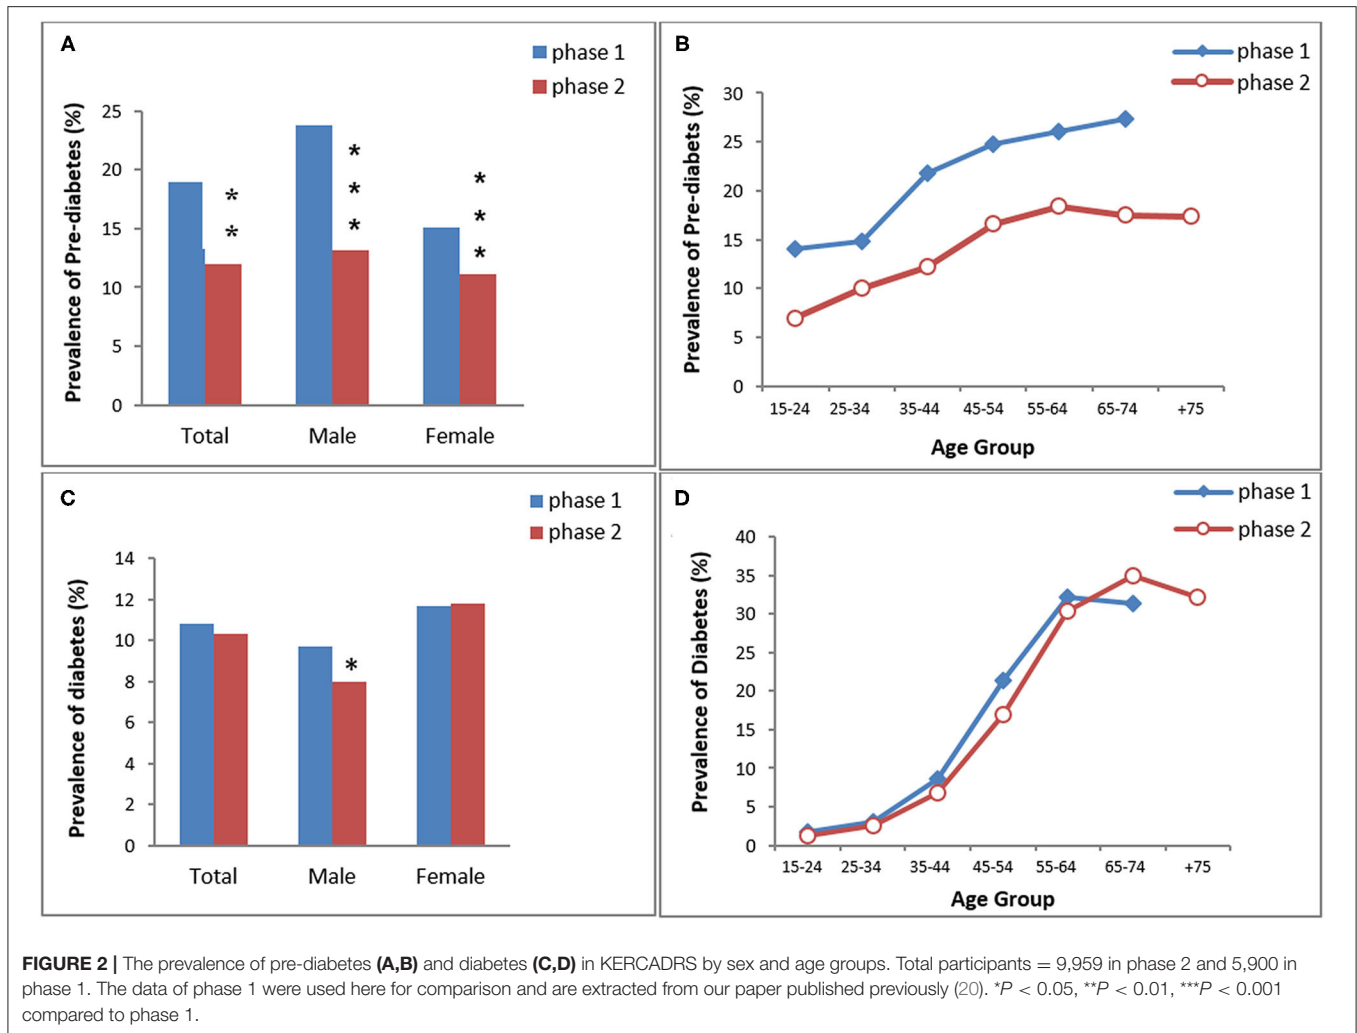 A
phase 1
phase 2
Prevalence of Pre-diabetes (%)
25
20
15
10
5
0
* *
* * *
* * *
Total Male Female
B
phase 1
phase 2
Prevalence of Pre-diabets (%)
30
25
20
15
10
5
0
15-24 25-34 35-44 45-54 55-64 65-74 +75
Age Group
C
phase 1
phase 2
Prevalence of diabetes (%)
14
12
10
8
6
4
2
0
*
Total Male Female
D
phase 1
phase 2
Prevalence of Diabetes (%)
40
35
30
25
20
15
10
5
0
15-24 25-34 35-44 45-54 55-64 65-74 +75
Age Group
FIGURE 2 | The prevalence of pre-diabetes (A,B) and diabetes (C,D) in KERCADRS by sex and age groups. Total participants = 9,959 in phase 2 and 5,900 in
phase 1. The data of phase 1 were used here for comparison and are extracted from our paper published previously (20). *P < 0.05, **P < 0.01, ***P < 0.001
compared to phase 1.